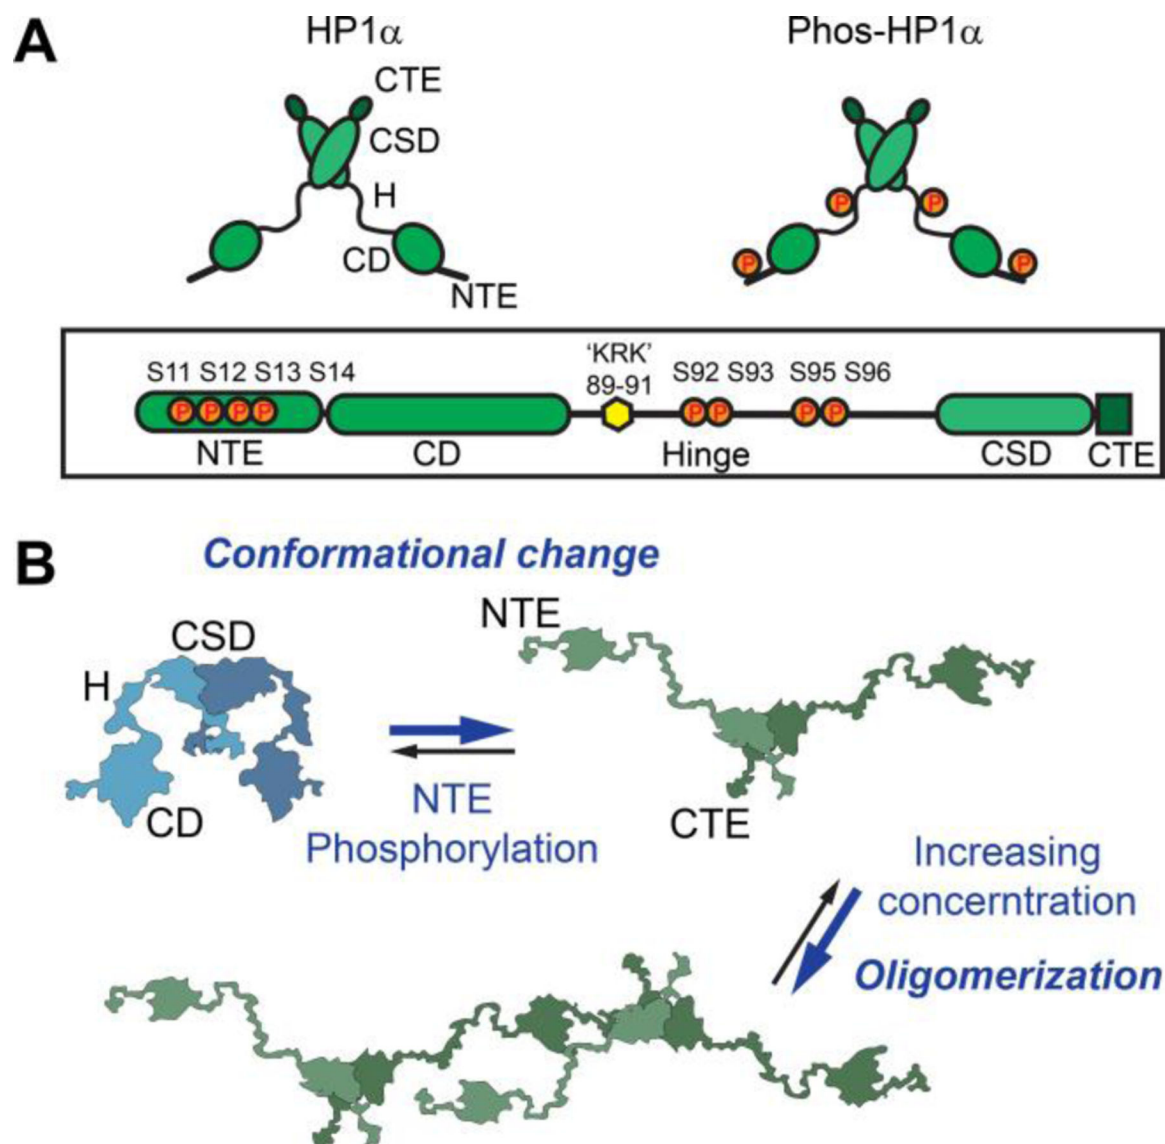 A
HP1α
Phos-HP1α
CTE
CSD
H
CD
NTE
P P
P P
'KRK'
S11 S12 S13 S14 89-91 S92 S93 S95 S96
P P P P P P P P
NTE CD Hinge CSD CTE
B
Conformational change
NTE
CSD
H
CD
CTE
NTE
Phosphorylation
Increasing
concerntration
Oligomerization